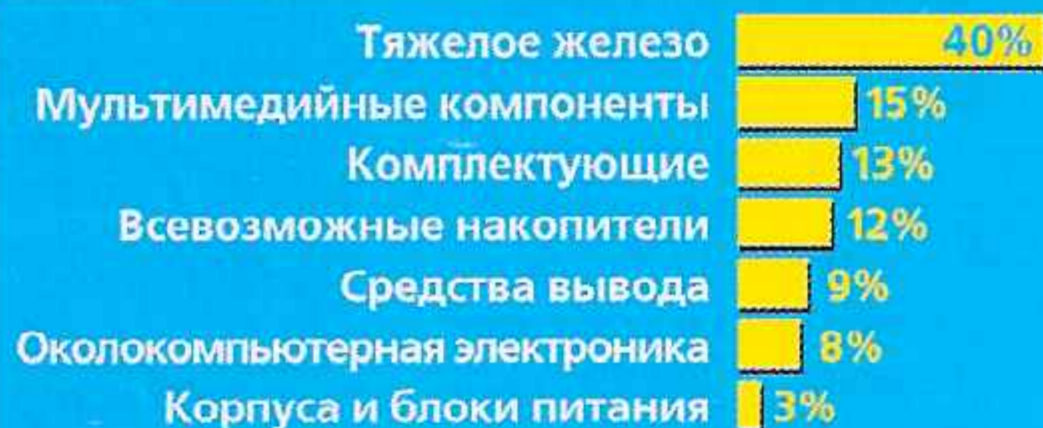 Тяжелое железо 40%
Мультимедийные компоненты 15%
Комплектующие 13%
Всевозможные накопители 12%
Средства вывода 9%
Околокомпьютерная электроника 8%
Корпуса и блоки питания 3%